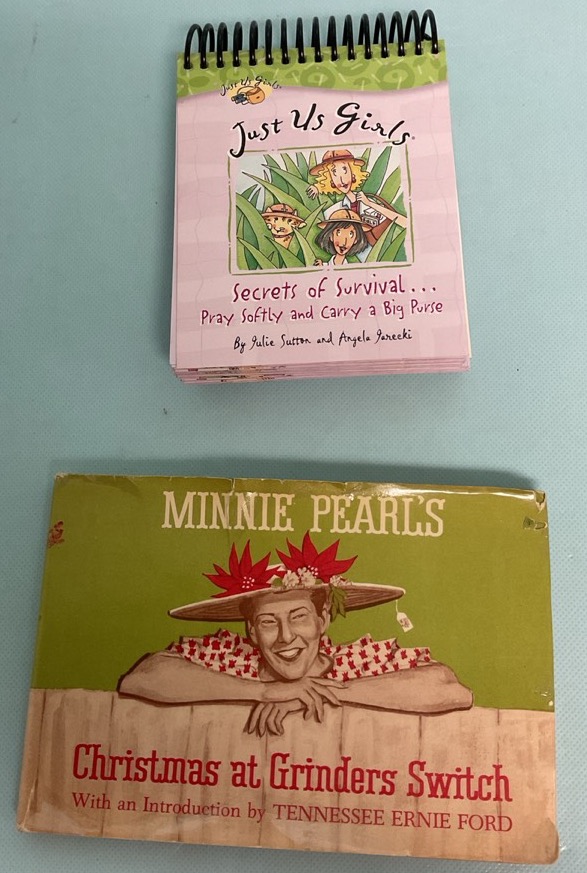 Just Us Girls
Just Us Girls®
Secrets of Survival...
Pray Softly and Carry a Big Purse
By Julie Sutton and Angela Jarecki
MINNIE PEARL'S
Christmas at Grinders Switch
With an Introduction by TENNESSEE ERNIE FORD